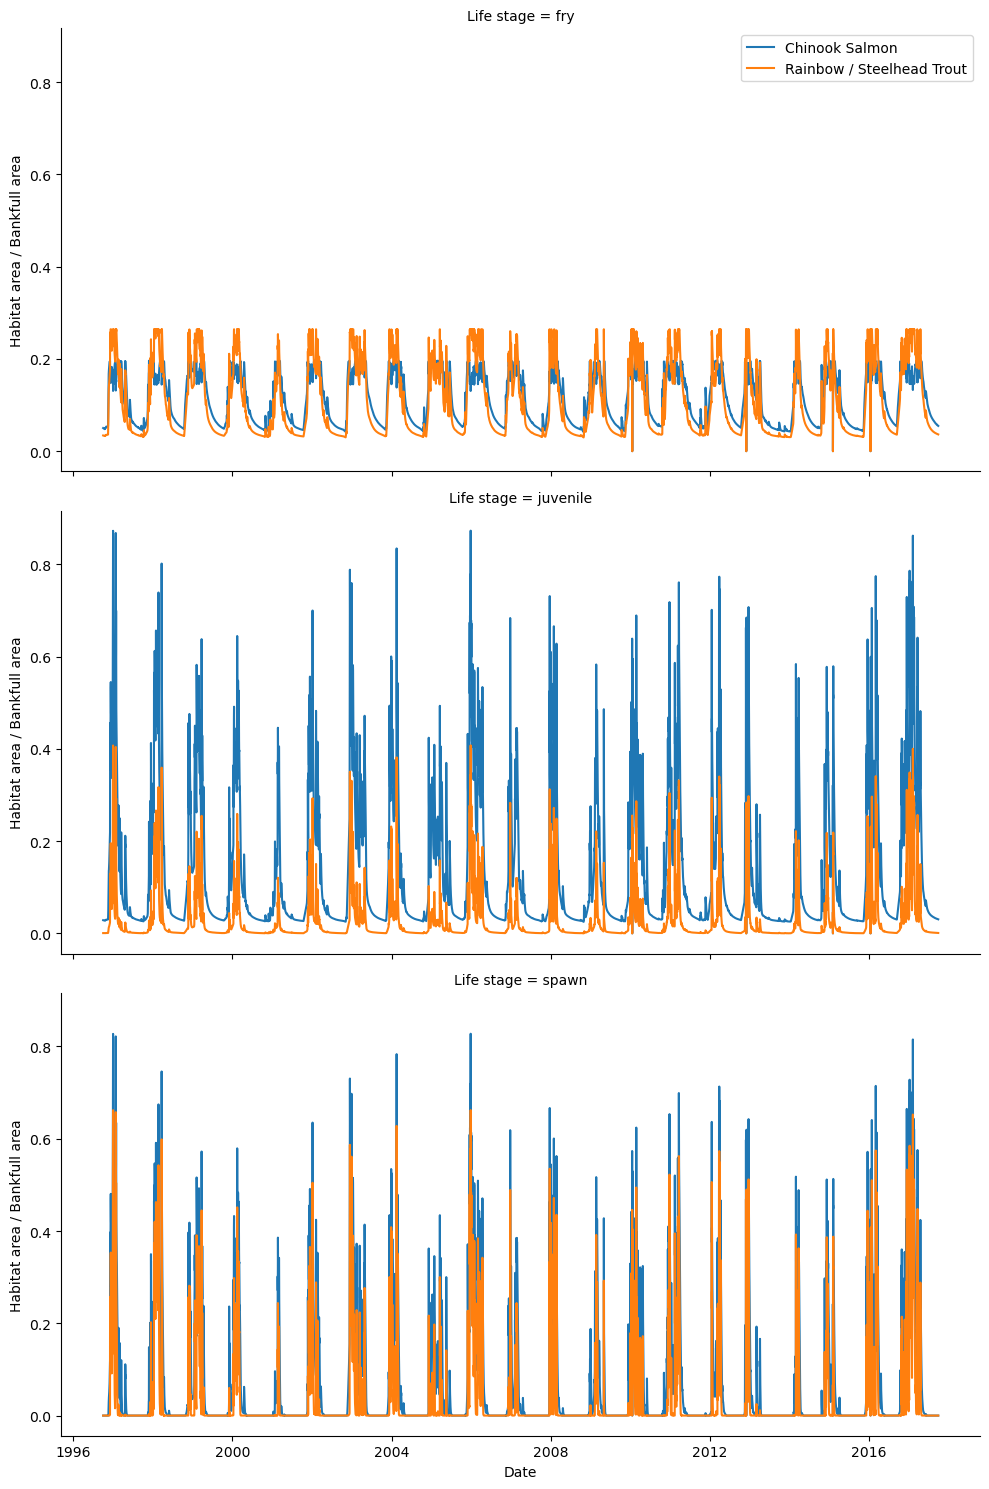 Life stage = fry
Chinook Salmon
Rainbow / Steelhead Trout
0.8
0.6
0.4
0.2
0.0
Habitat area / Bankfull area
Life stage = juvenile
0.8
0.6
0.4
0.2
0.0
Habitat area / Bankfull area
Life stage = spawn
0.8
0.6
0.4
0.2
0.0
Habitat area / Bankfull area
1996 2000 2004 2008 2012 2016
Date